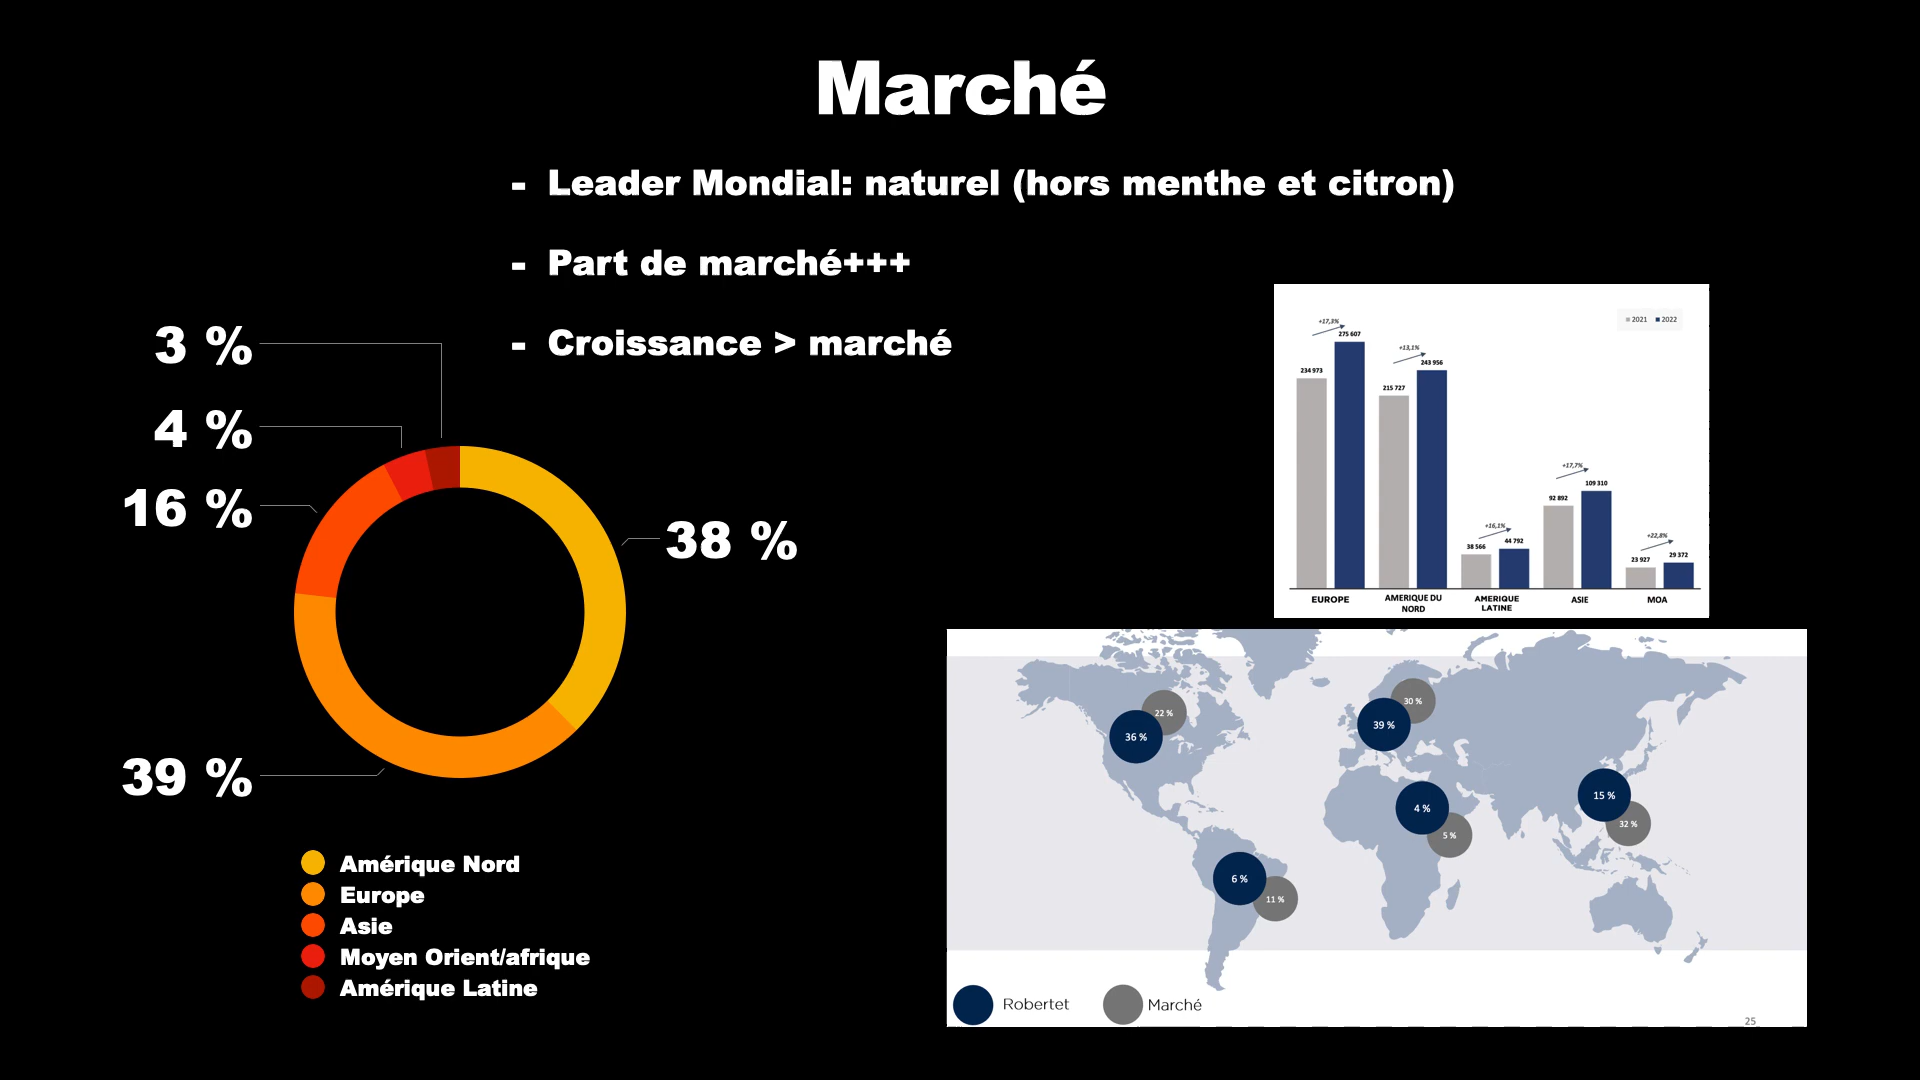 Marché
- Leader Mondial: naturel (hors menthe et citron)
- Part de marché+++
- Croissance > marché
3 %
4 %
16 %
38 %
39 %
Amérique Nord
Europe
Asie
Moyen Orient/afrique
Amérique Latine
2021 2022
+17,3%
275 607
234 973
+13,1%
243 956
215 727
+16,1%
38 566
44 792
+17,7%
92 892
109 310
+22,8%
23 927
29 372
EUROPE
AMERIQUE DU
NORD
AMERIQUE
LATINE
ASIE
MOA
22 %
36 %
30 %
39 %
4 %
5 %
15 %
32 %
6 %
11 %
Robertet
Marché
25